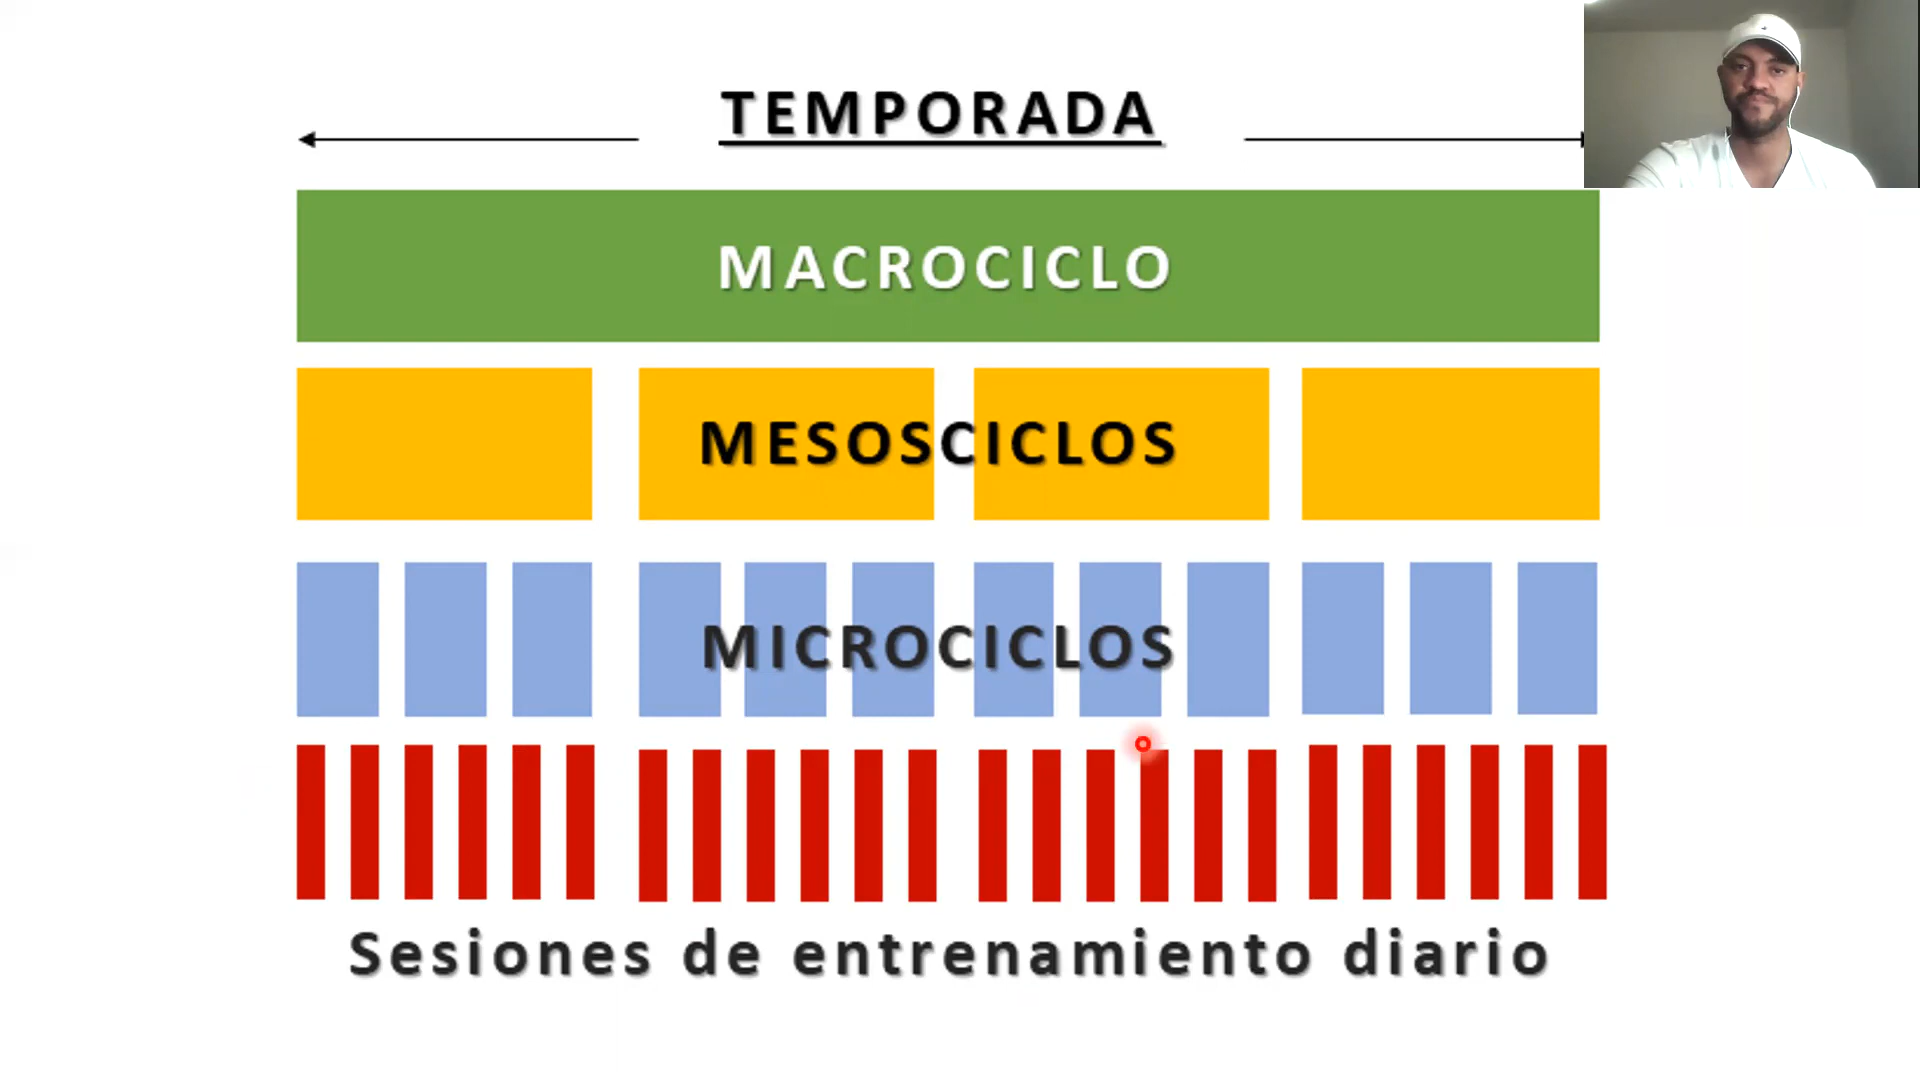 TEMPORADA
MACROCICLO
MESOSCICLOS
MICROCICLOS
Sesiones de entrenamiento diario